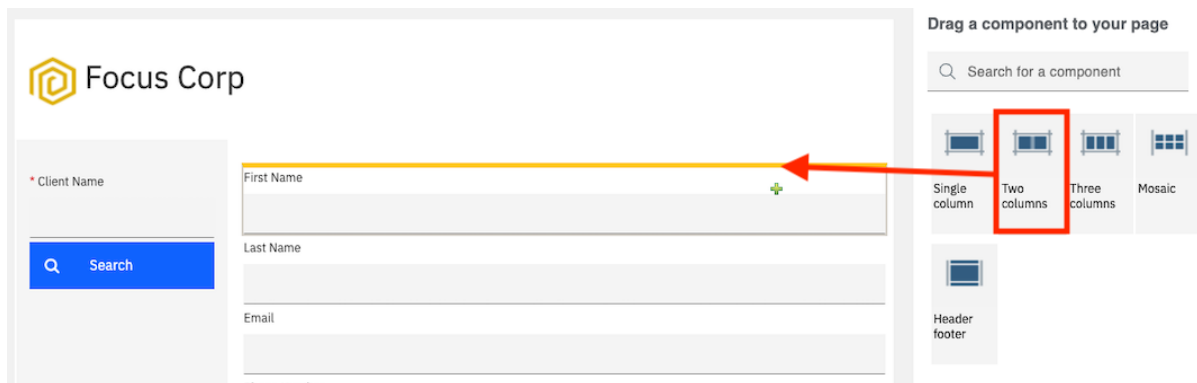 Drag a component to your page
Focus Corp
Search for a component
* Client Name
First Name
Single column
Two columns
Three columns
Mosaic
Search
Last Name
Email
Header footer